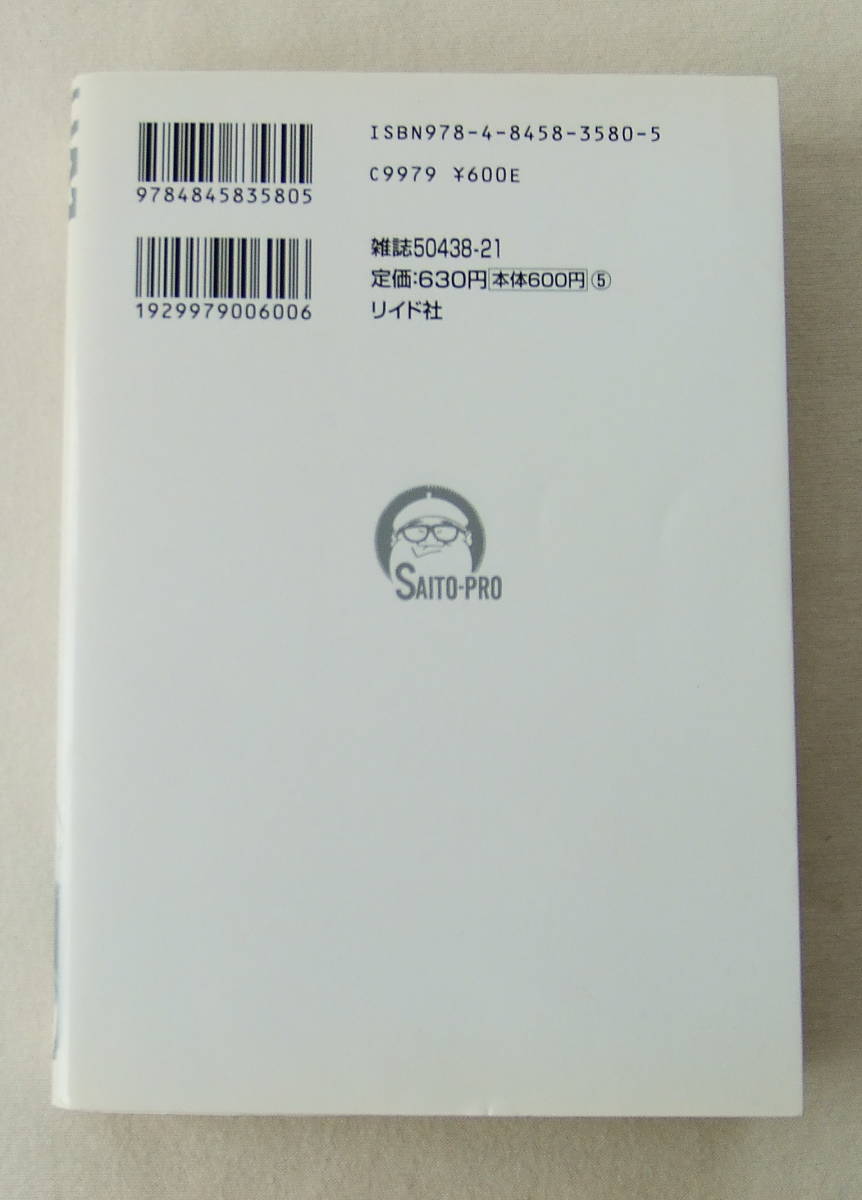 ISBN978-4-8458-3580-5
9784845835805
C9979 ¥600E
雑誌50438-21
定価:630円 本体600円 ⑤
1929979006006
リイド社
SAITO-PRO